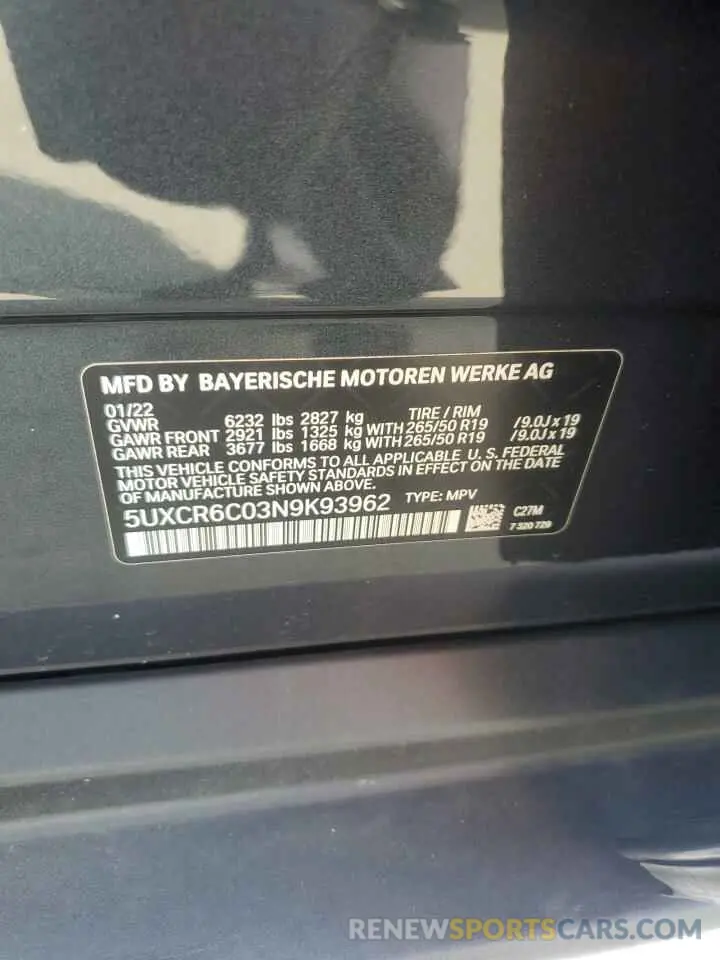 MFD BY BAYERISCHE MOTOREN WERKE AG
01/22 TIRE / RIM
GVWR 6232 lbs 2827 kg
GAWR FRONT 2921 lbs 1325 kg WITH 265/50 R19 /9.0J x 19
GAWR REAR 3677 lbs 1668 kg WITH 265/50 R19 /9.0J x 19
THIS VEHICLE CONFORMS TO ALL APPLICABLE U. S. FEDERAL
MOTOR VEHICLE SAFETY STANDARDS IN EFFECT ON THE DATE
OF MANUFACTURE SHOWN ABOVE.
5UXCR6C03N9K93962 TYPE: MPV C27M
7 320 729
RENEWSPORTSCARS.COM